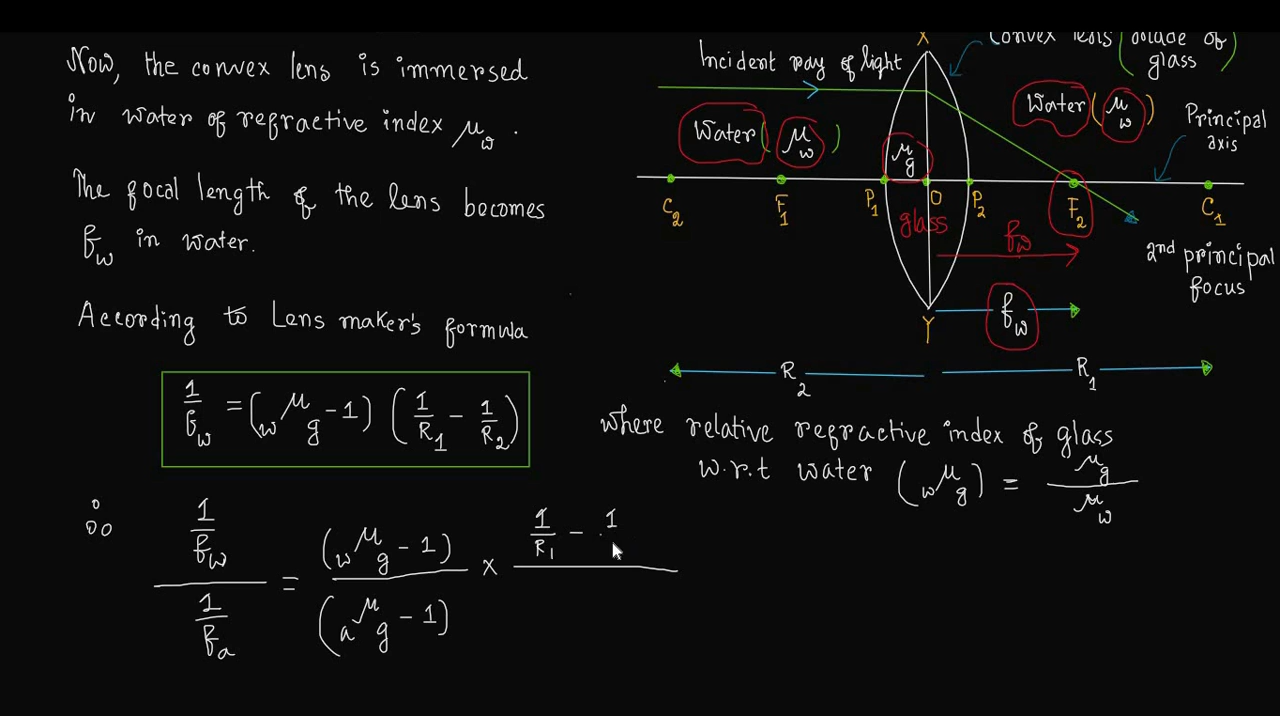 Now, the convex lens is immersed
in water of refractive index μw.
The focal length of the lens becomes
fw in water.
According to Lens maker's formula
1/fw = (wμg - 1) (1/R1 - 1/R2)
∴ (1/fw)/(1/fa) = (wμg - 1)/(aμg - 1) × 1/R1 - 1
X
Convex lens (made of
glass)
Incident ray of light
Water (μw)
μg
Water (μw)
Principal
axis
C2 F1 P1 O P2 F2 C1
glass
fw
2nd principal
focus
fw
Y
R2 R1
where relative refractive index of glass
w.r.t water (wμg) = μg/μw